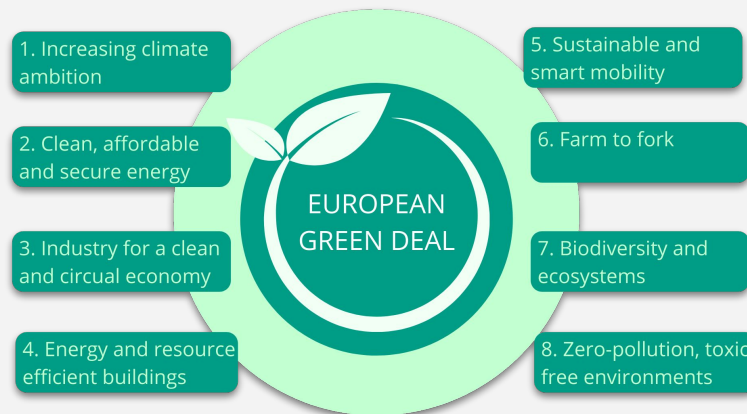 1. Increasing climate
ambition
2. Clean, affordable
and secure energy
3. Industry for a clean
and circual economy
4. Energy and resource
efficient buildings
EUROPEAN
GREEN DEAL
5. Sustainable and
smart mobility
6. Farm to fork
7. Biodiversity and
ecosystems
8. Zero-pollution, toxic
free environments